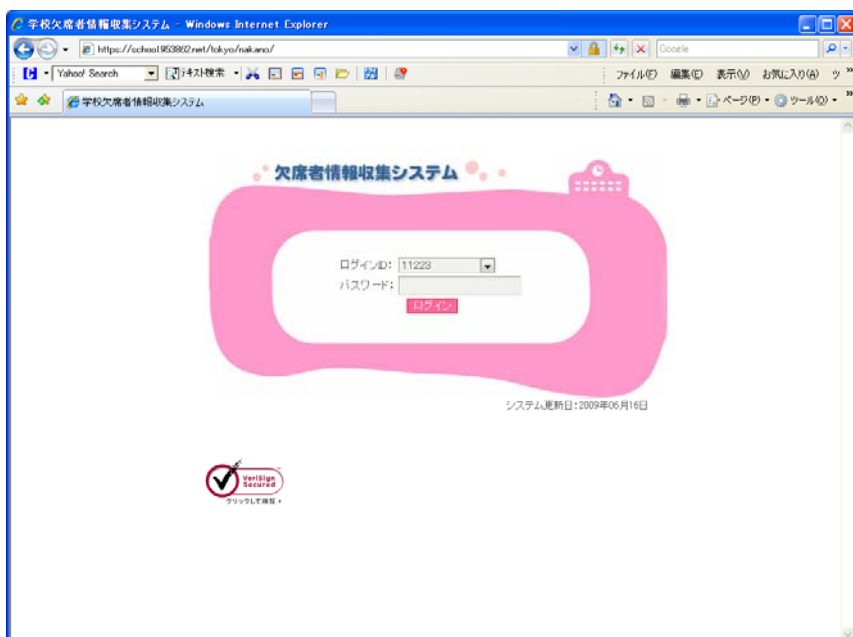 学校欠席者情報収集システム - Windows Internet Explorer
https://school1953862.net/tokyo/nakano/
Google
Yahoo! Search
テキスト検索
ファイル(F) 編集(E) 表示(V) お気に入り(A) ツ »
学校欠席者情報収集システム
ページ(P) ツール(O) »
欠席者情報収集システム
ログインID: 11223
パスワード:
ログイン
システム更新日:2009年06月16日
VeriSign
Secured
クリックして検証